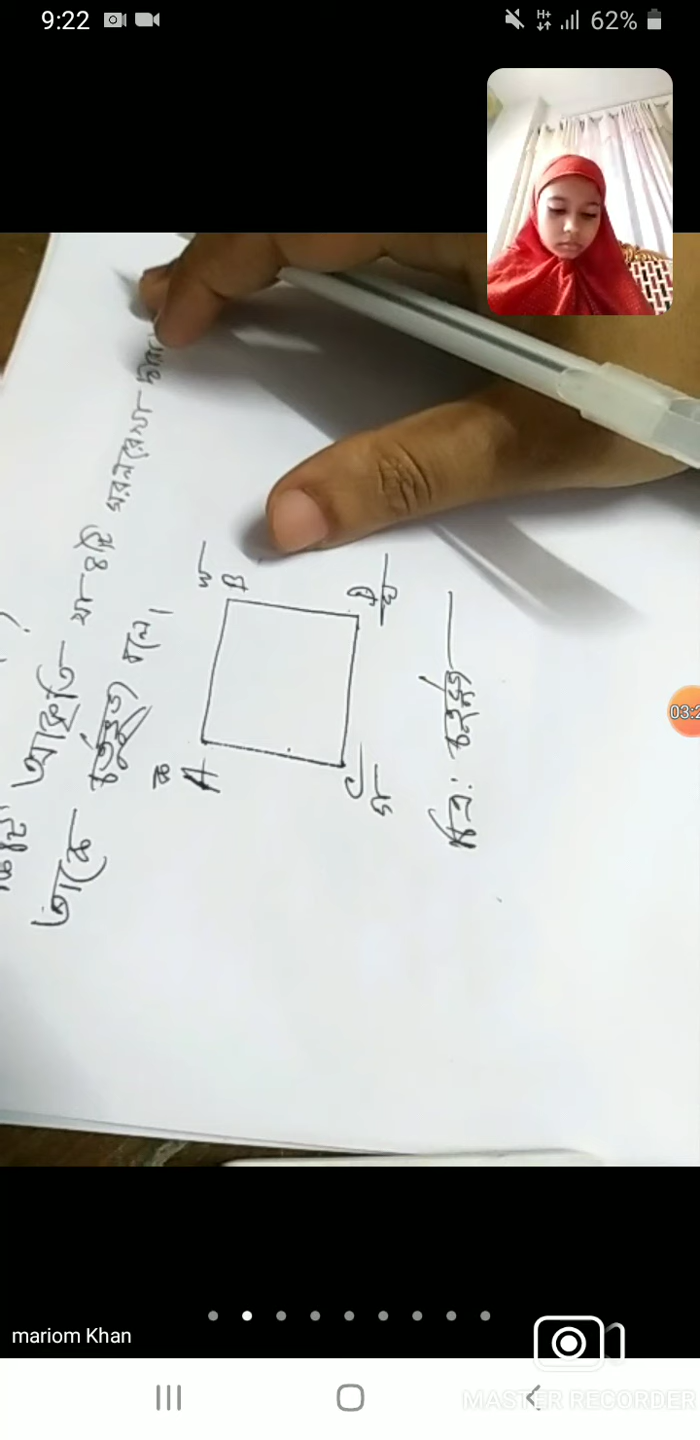 9:22
62%
?
আকৃতি যা ৪টি সরলরেখা দ্বারা
তাকে চতুর্ভুজ বলে।
ক
খ
A
B
C
D
গ
ঘ
চিত্র: চতুর্ভুজ
mariom Khan
MASTER RECORDER